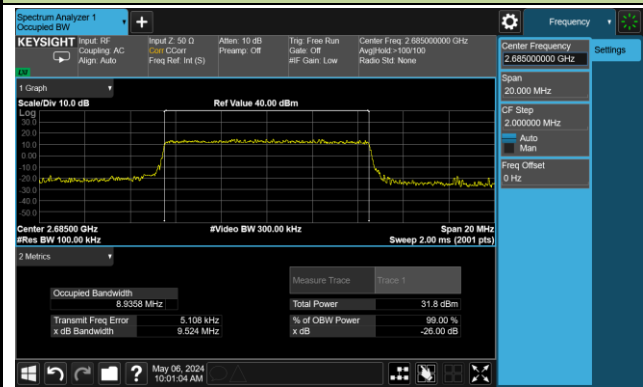 Spectrum Analyzer 1
Occupied BW
Frequency
KEYSIGHT
Input: RF
Coupling: AC
Align: Auto
Input Z: 50 Ω
Corr CCorr
Freq Ref: Int (S)
Atten: 10 dB
Preamp: Off
Trig: Free Run
Gate: Off
#IF Gain: Low
Center Freq: 2.685000000 GHz
Avg|Hold:>100/100
Radio Std: None
Center Frequency
2.685000000 GHz
Settings
Span
20.000 MHz
CF Step
2.000000 MHz
Auto
Man
Freq Offset
0 Hz
1 Graph
Scale/Div 10.0 dB
Ref Value 40.00 dBm
Log
30.0
20.0
10.0
0.00
-10.0
-20.0
-30.0
-40.0
-50.0
Center 2.68500 GHz
#Video BW 300.00 kHz
Span 20 MHz
#Res BW 100.00 kHz
Sweep 2.00 ms (2001 pts)
2 Metrics
Measure Trace
Trace 1
Occupied Bandwidth
8.9358 MHz
Total Power
31.8 dBm
Transmit Freq Error
5.108 kHz
% of OBW Power
99.00 %
x dB Bandwidth
9.524 MHz
x dB
-26.00 dB
May 06, 2024
10:01:04 AM